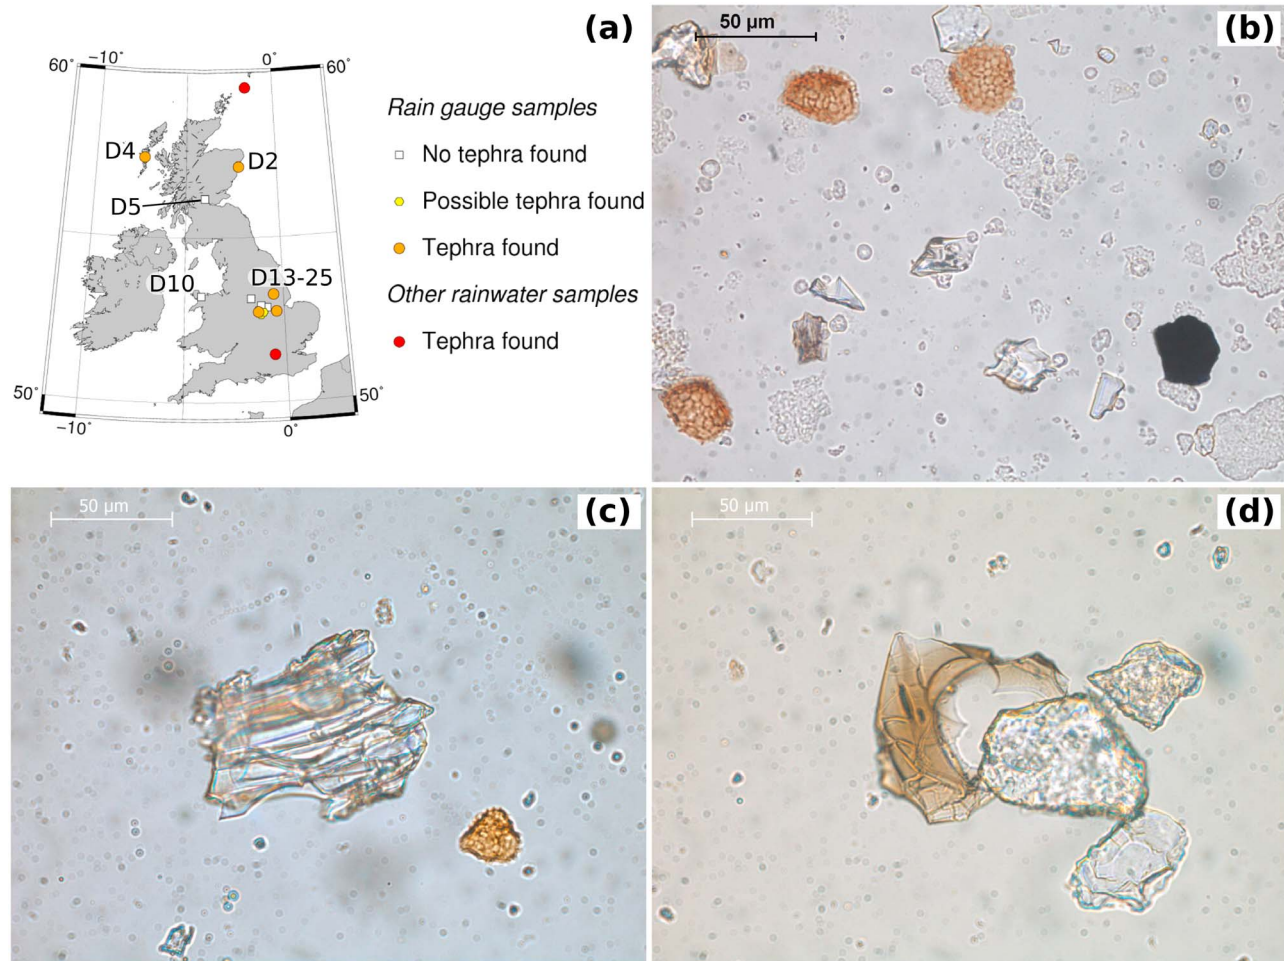 (a)
−10˚
0˚
60˚
60˚
D4
D2
D5
D10
D13-25
50˚
50˚
−10˚
0˚
Rain gauge samples
No tephra found
Possible tephra found
Tephra found
Other rainwater samples
Tephra found
50 µm
(b)
50 µm
(c)
50 µm
(d)